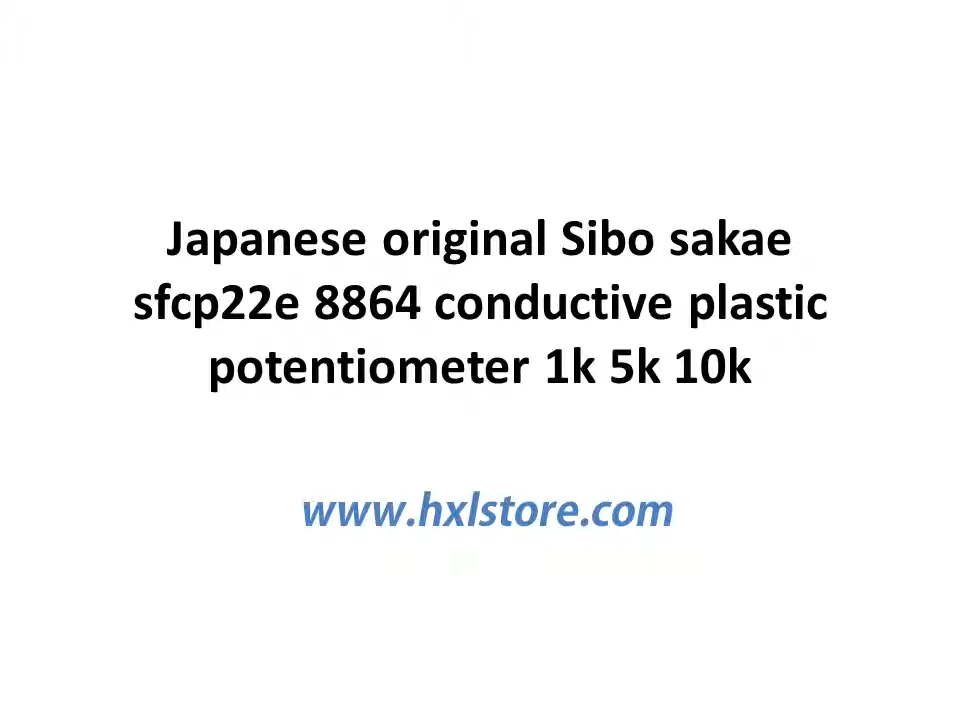 Japanese original Sibo sakae
sfcp22e 8864 conductive plastic
potentiometer 1k 5k 10k
www.hxlstore.com